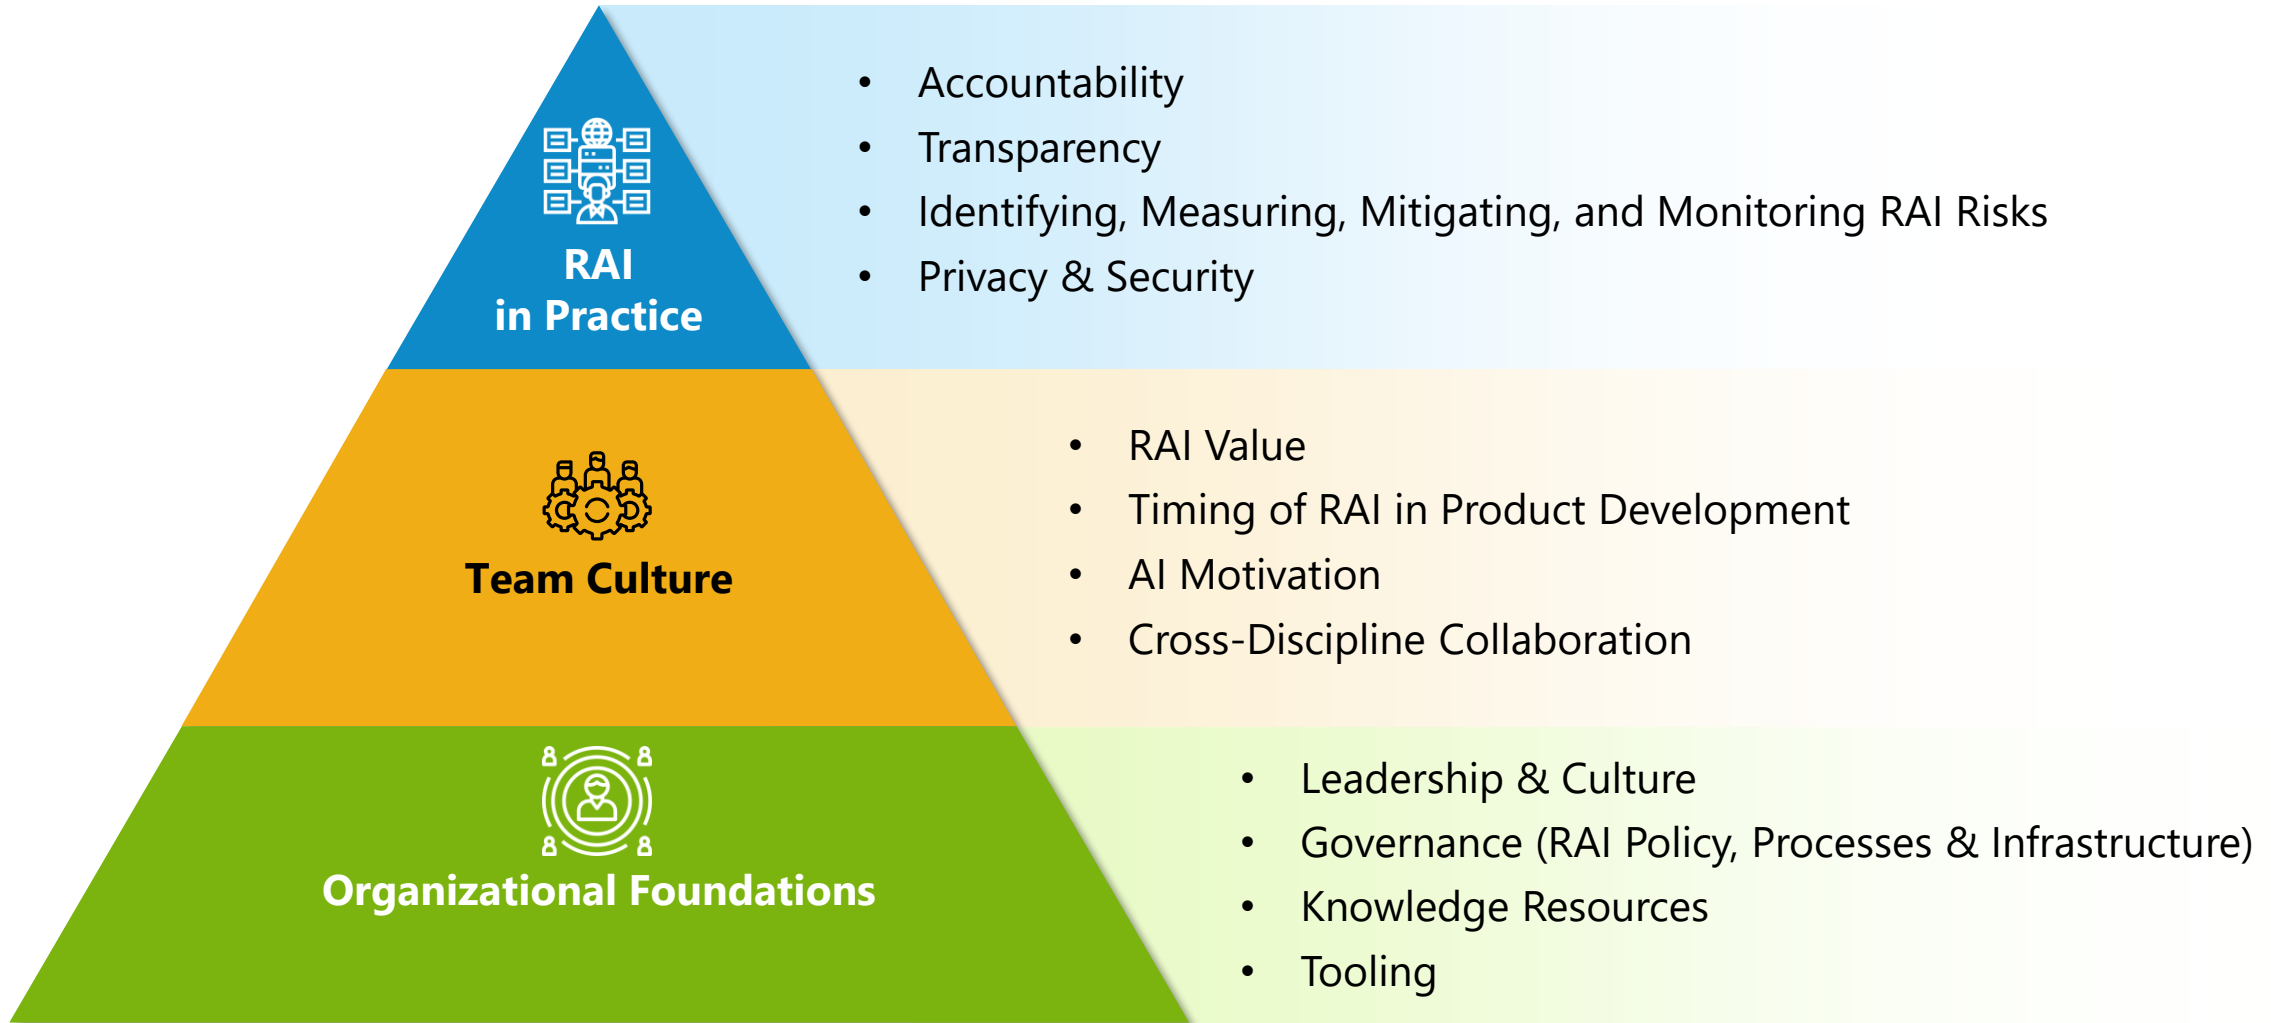 RAI
in Practice
• Accountability
• Transparency
• Identifying, Measuring, Mitigating, and Monitoring RAI Risks
• Privacy & Security
Team Culture
• RAI Value
• Timing of RAI in Product Development
• AI Motivation
• Cross-Discipline Collaboration
Organizational Foundations
• Leadership & Culture
• Governance (RAI Policy, Processes & Infrastructure)
• Knowledge Resources
• Tooling